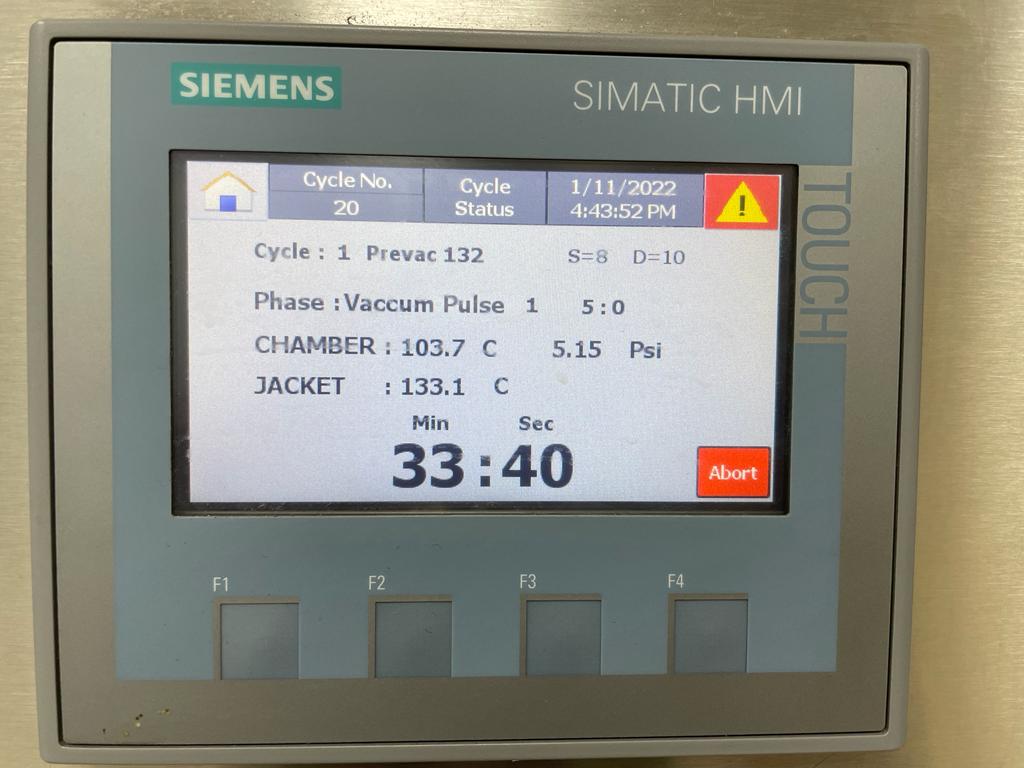 SIEMENS
SIMATIC HMI
TOUCH
Cycle No.
20
Cycle
Status
1/11/2022
4:43:52 PM
Cycle : 1 Prevac 132 S=8 D=10
Phase :Vaccum Pulse 1 5:0
CHAMBER : 103.7 C 5.15 Psi
JACKET : 133.1 C
Min Sec
33:40
Abort
F1 F2 F3 F4